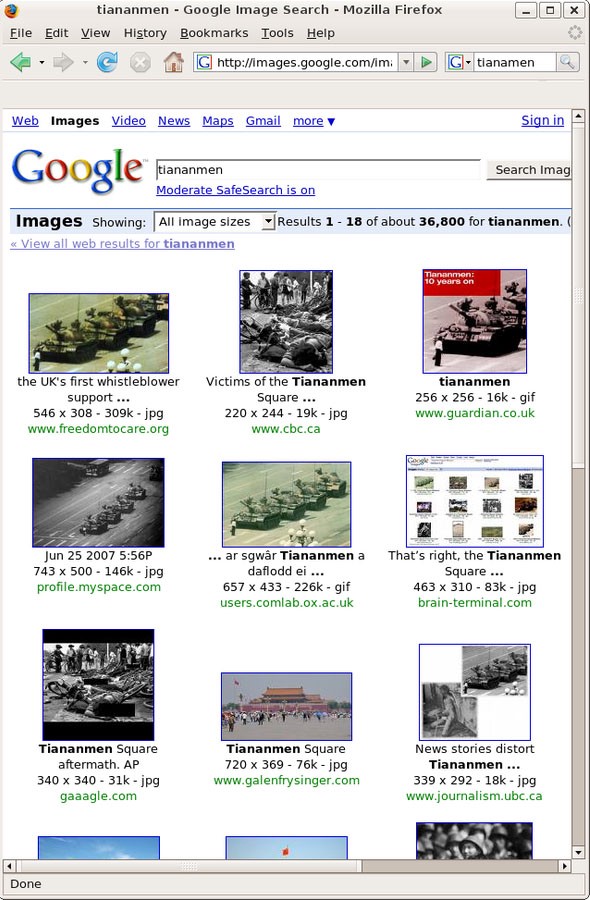 tiananmen - Google Image Search - Mozilla Firefox
File Edit View History Bookmarks Tools Help
http://images.google.com/im tianamen
Web Images Video News Maps Gmail more ▼ Sign in
Google™ tiananmen Search Imag
Moderate SafeSearch is on
Images Showing: All image sizes Results 1 - 18 of about 36,800 for tiananmen. (
« View all web results for tiananmen
Tiananmen:
10 years on
the UK's first whistleblower
support ...
546 x 308 - 309k - jpg
www.freedomtocare.org
Victims of the Tiananmen
Square ...
220 x 244 - 19k - jpg
www.cbc.ca
tiananmen
256 x 256 - 16k - gif
www.guardian.co.uk
Jun 25 2007 5:56P
743 x 500 - 146k - jpg
profile.myspace.com
... ar sgwâr Tiananmen a
daflodd ei ...
657 x 433 - 226k - gif
users.comlab.ox.ac.uk
That's right, the Tiananmen
Square ...
463 x 310 - 83k - jpg
brain-terminal.com
Tiananmen Square
aftermath. AP
340 x 340 - 31k - jpg
gaaagle.com
Tiananmen Square
720 x 369 - 76k - jpg
www.galenfrysinger.com
News stories distort
Tiananmen ...
339 x 292 - 18k - jpg
www.journalism.ubc.ca
Done